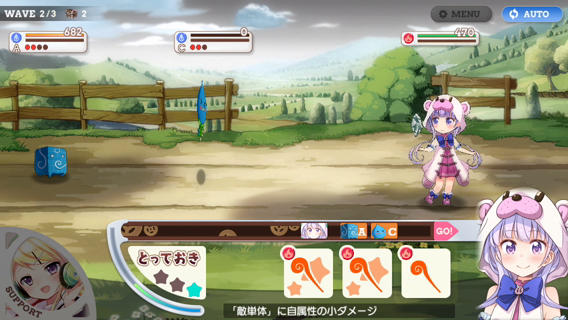 WAVE 2/3 2
MENU
AUTO
682
A
0
C
470
A C GO!
とっておき
SUPPORT
「敵単体」に自属性の小ダメージ